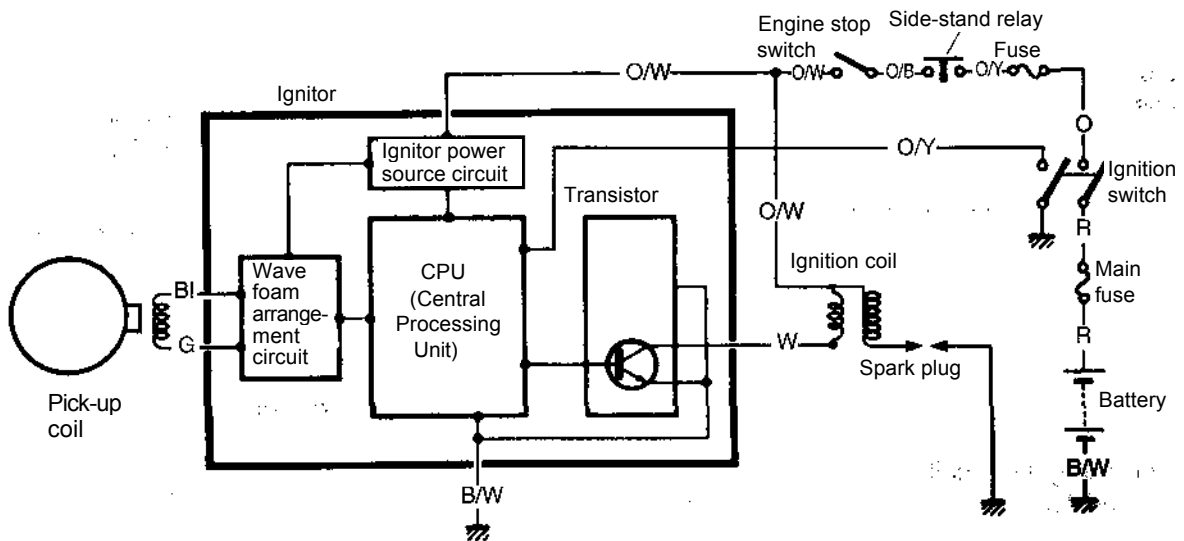 Engine stop
switch
Side-stand relay
Fuse
O/W
O/W
O/B
O/Y
Ignitor
O
Ignitor power
source circuit
O/Y
Ignition
switch
Transistor
O/W
R
CPU
(Central
Processing
Unit)
Wave
foam
arrange-
ment
circuit
Ignition coil
Main
fuse
BI
G
W
R
Spark plug
Pick-up
coil
Battery
B/W
B/W